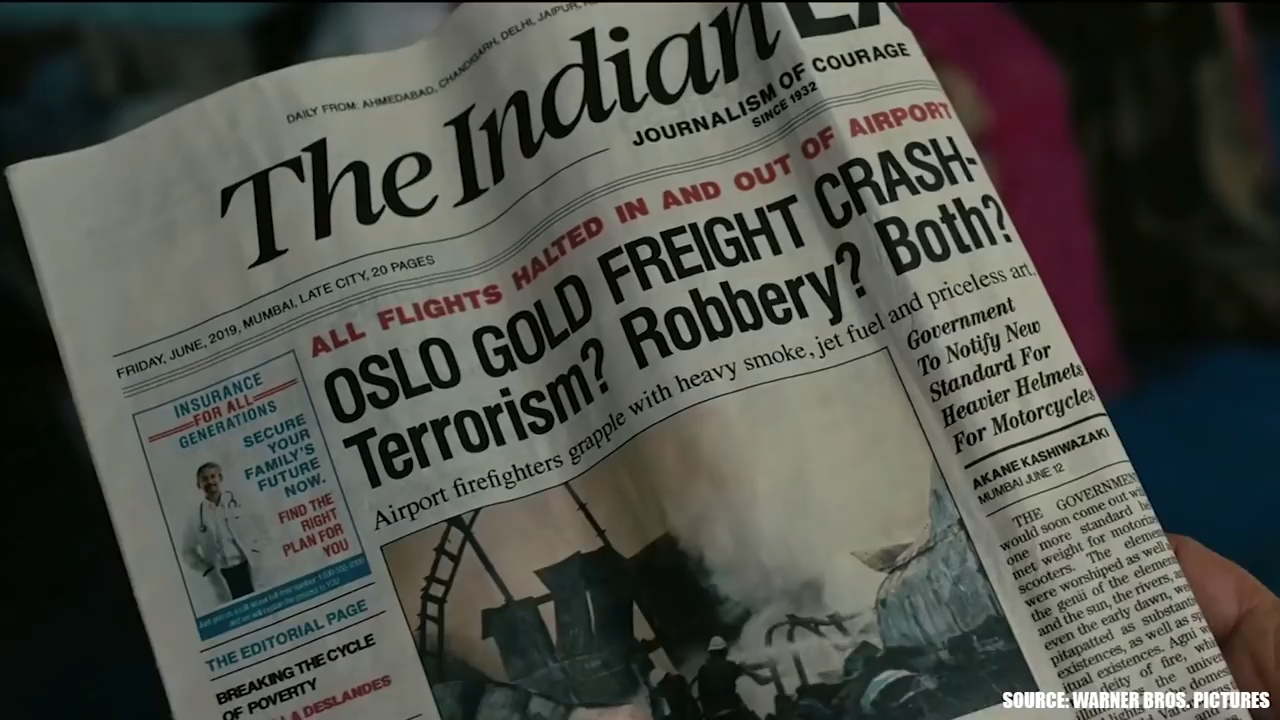 DAILY FROM: AHMEDABAD, CHANDIGARH, DELHI, JAIPUR,
The Indian EX
JOURNALISM OF COURAGE
SINCE 1932
FRIDAY, JUNE, 2019, MUMBAI, LATE CITY, 20 PAGES
ALL FLIGHTS HALTED IN AND OUT OF AIRPORT
OSLO GOLD FREIGHT CRASH-
Terrorism? Robbery? Both?
Airport firefighters grapple with heavy smoke, jet fuel and priceless art.
INSURANCE
FOR ALL
GENERATIONS
SECURE
YOUR
FAMILY'S
FUTURE
NOW.
FIND THE
RIGHT
PLAN FOR
YOU
THE EDITORIAL PAGE
BREAKING THE CYCLE
OF POVERTY
LA DESLANDES
Government
To Notify New
Standard For
Heavier Helmets
For Motorcycles
AKANE KASHIWAZAKI
MUMBAI JUNE 12
THE GOVERNMEN
would soon come out
one more standard
met weight for
scooters. The
were worshiped as well
the genii of the
and the sun, the rivers,
even the early dawn,
pitapatted as
existences, as well as
ual existences. Agni
deity of fire,
the
SOURCE: WARNER BROS. PICTURES